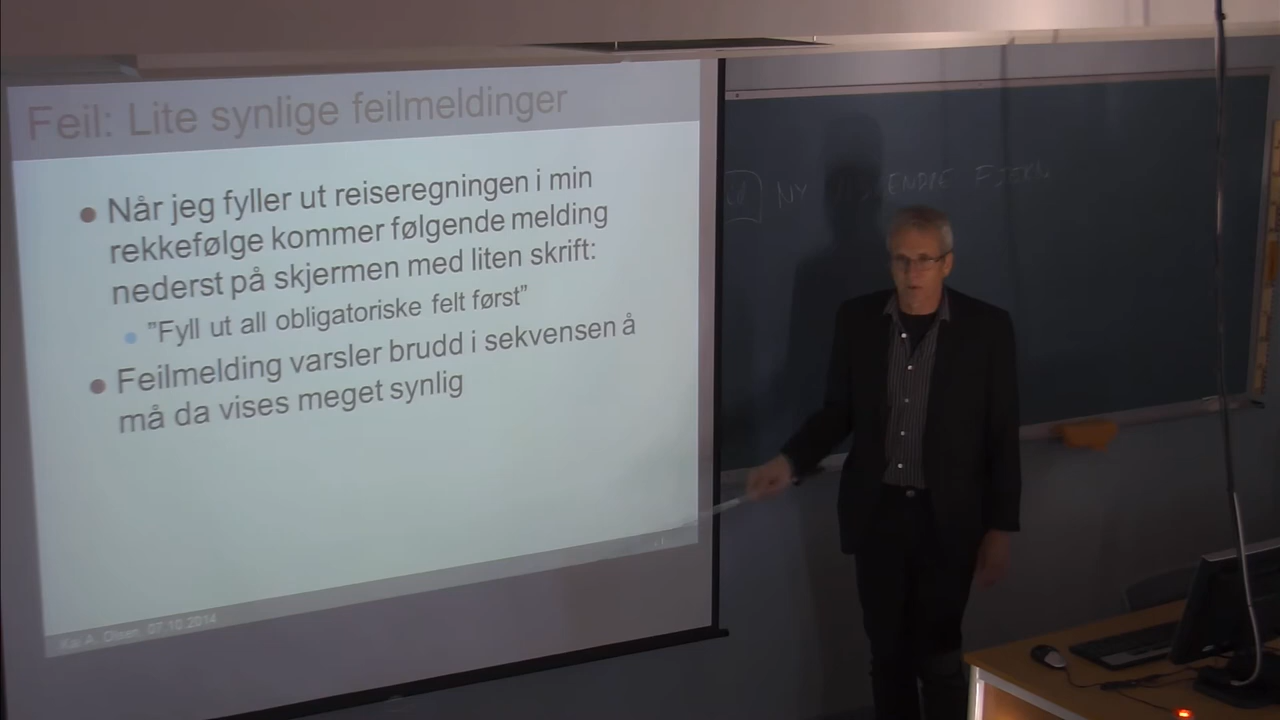 Feil: Lite synlige feilmeldinger
Når jeg fyller ut reiseregningen i min
rekkefølge kommer følgende melding
nederst på skjermen med liten skrift:
"Fyll ut all obligatoriske felt først"
Feilmelding varsler brudd i sekvensen å
må da vises meget synlig
Kai A. Olsen, 07.10.2014
NY